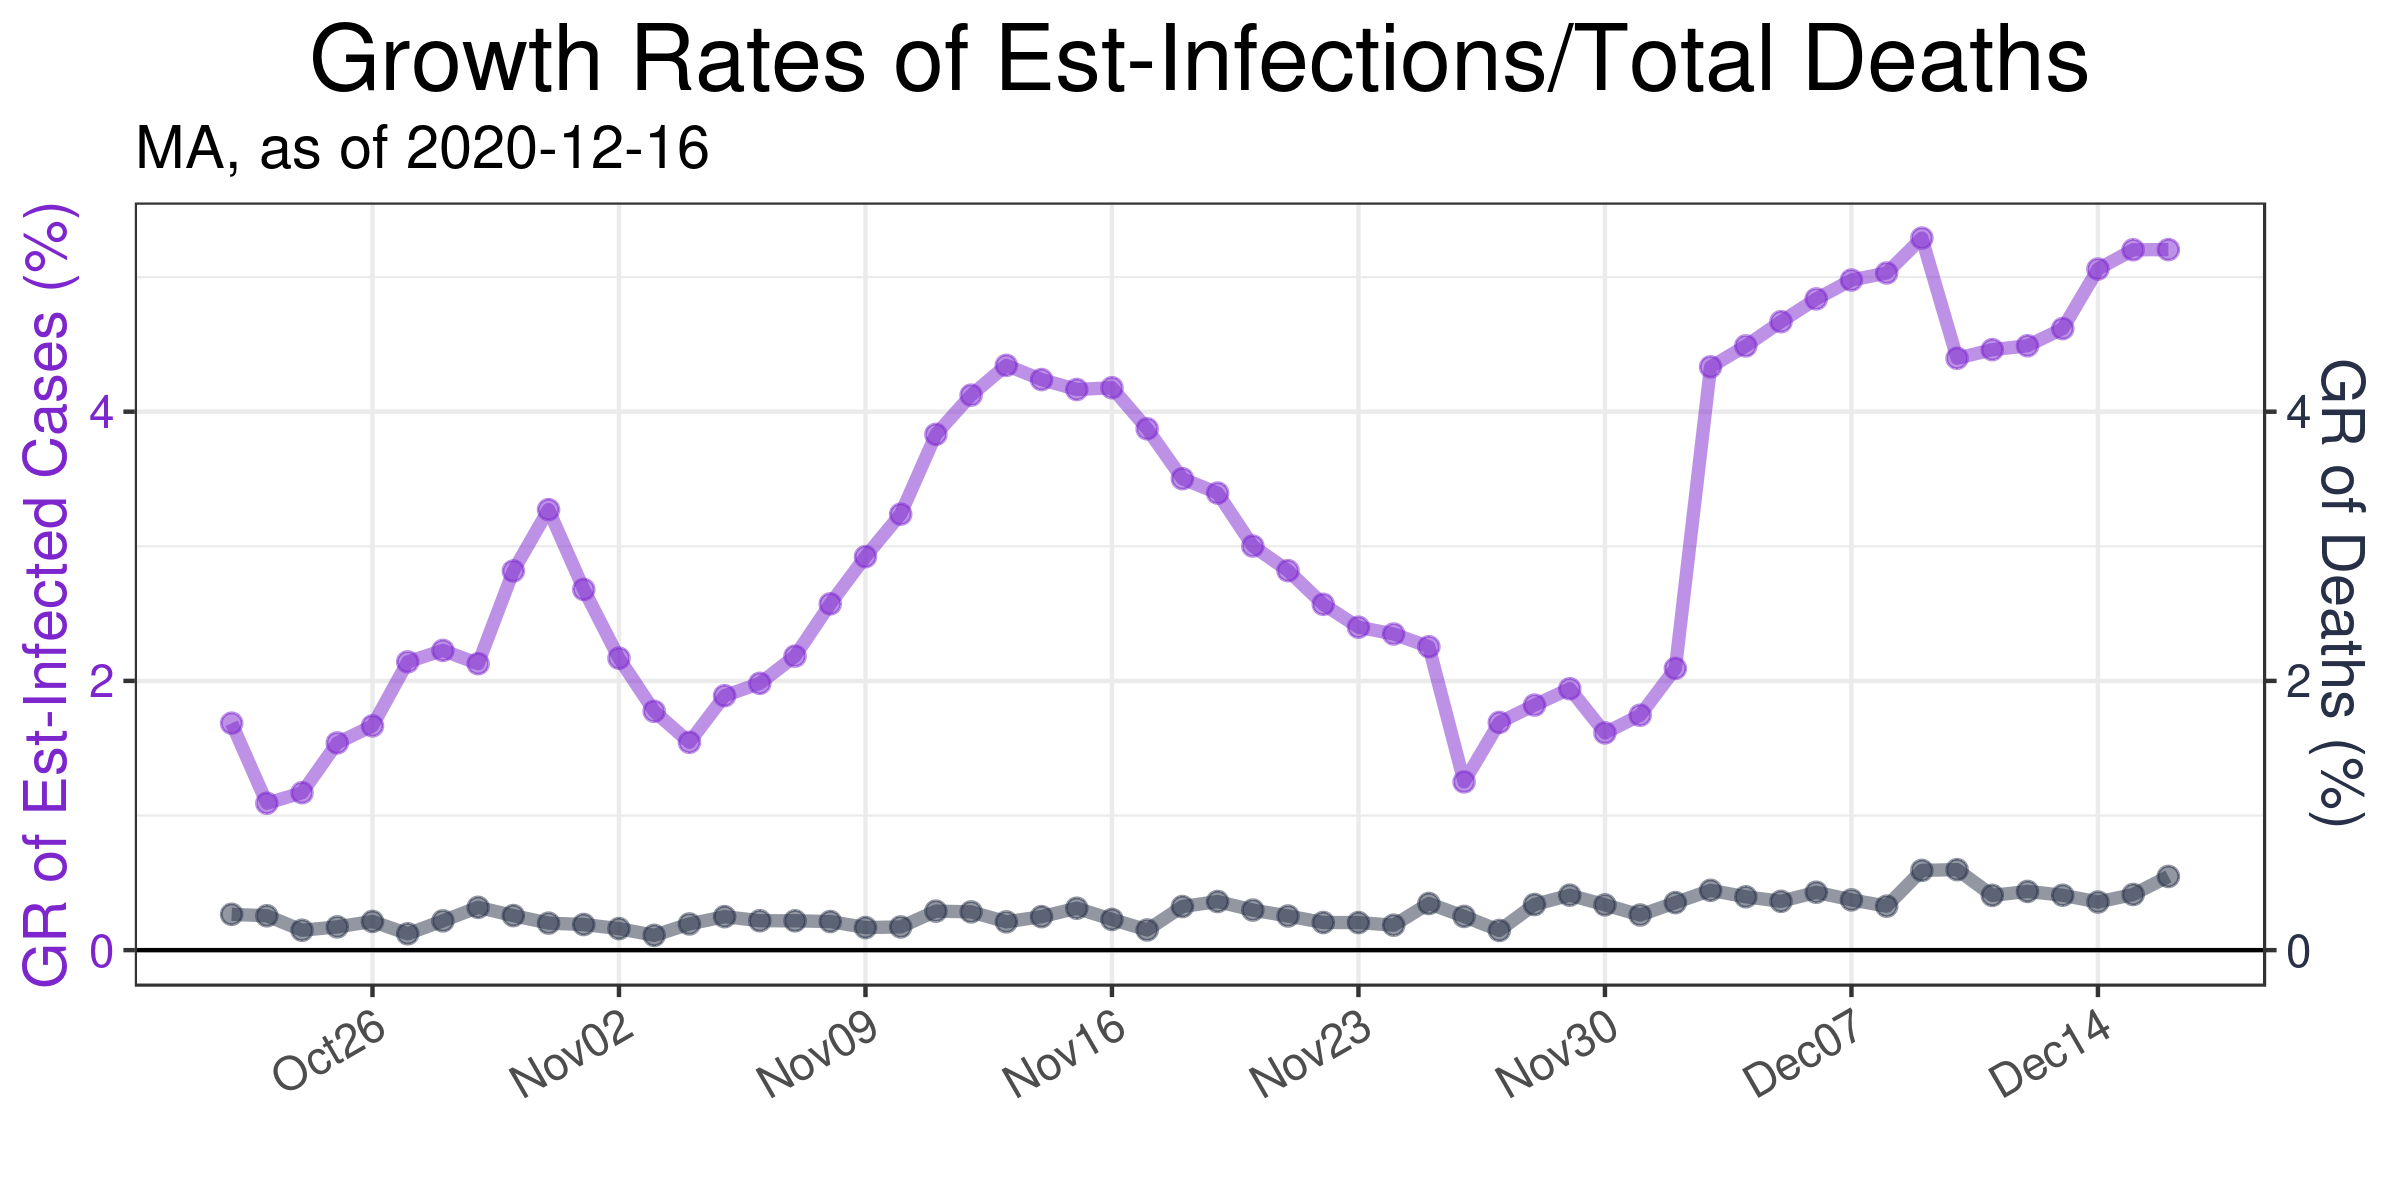 Growth Rates of Est-Infections/Total Deaths
MA, as of 2020-12-16
GR of Est-Infected Cases (%)
4
2
0
GR of Deaths (%)
4
2
0
Oct26
Nov02
Nov09
Nov16
Nov23
Nov30
Dec07
Dec14